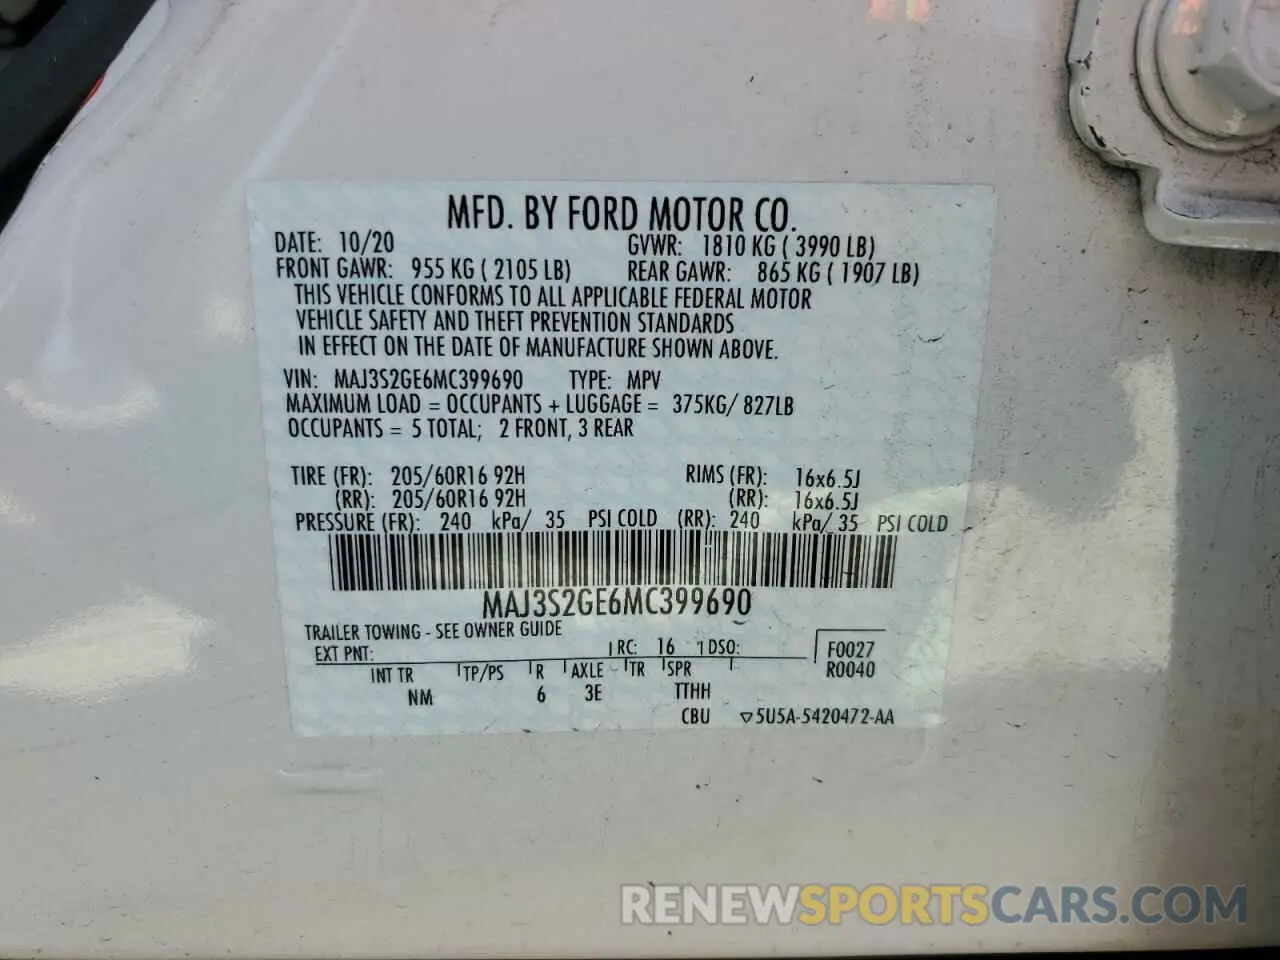 MFD. BY FORD MOTOR CO.
DATE: 10/20 GVWR: 1810 KG ( 3990 LB)
FRONT GAWR: 955 KG ( 2105 LB) REAR GAWR: 865 KG ( 1907 LB)
THIS VEHICLE CONFORMS TO ALL APPLICABLE FEDERAL MOTOR
VEHICLE SAFETY AND THEFT PREVENTION STANDARDS
IN EFFECT ON THE DATE OF MANUFACTURE SHOWN ABOVE.
VIN: MAJ3S2GE6MC399690 TYPE: MPV
MAXIMUM LOAD = OCCUPANTS + LUGGAGE = 375KG/ 827LB
OCCUPANTS = 5 TOTAL; 2 FRONT, 3 REAR
TIRE (FR): 205/60R16 92H RIMS (FR): 16x6.5J
(RR): 205/60R16 92H (RR): 16x6.5J
PRESSURE (FR): 240 kPa/ 35 PSI COLD (RR): 240 kPa/ 35 PSI COLD
MAJ3S2GE6MC399690
TRAILER TOWING - SEE OWNER GUIDE
EXT PNT: RC: 16 DSO: F0027
INT TR TP/PS R AXLE TR SPR R0040
NM 6 3E TTHH
CBU ▽5U5A-5420472-AA
RENEWSPORTSCARS.COM